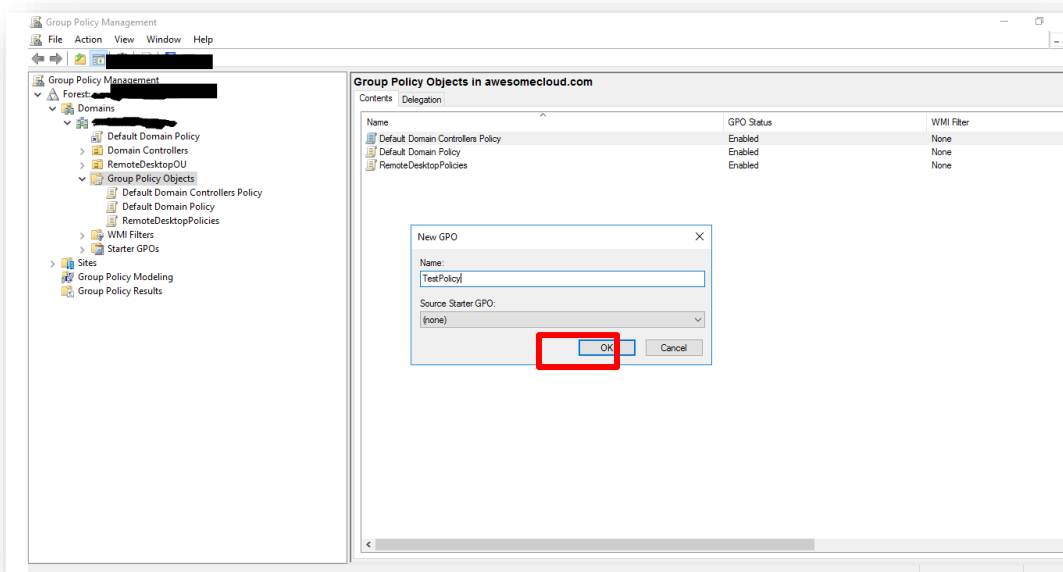 Group Policy Management
File Action View Window Help
Group Policy Management
Forest:
Domains
Default Domain Policy
Domain Controllers
RemoteDesktopOU
Group Policy Objects
Default Domain Controllers Policy
Default Domain Policy
RemoteDesktopPolicies
WMI Filters
Starter GPOs
Sites
Group Policy Modeling
Group Policy Results
Group Policy Objects in awesomecloud.com
Contents Delegation
Name GPO Status WMI Filter
Default Domain Controllers Policy Enabled None
Default Domain Policy Enabled None
RemoteDesktopPolicies Enabled None
New GPO
Name:
TestPolicy
Source Starter GPO:
(none)
OK Cancel